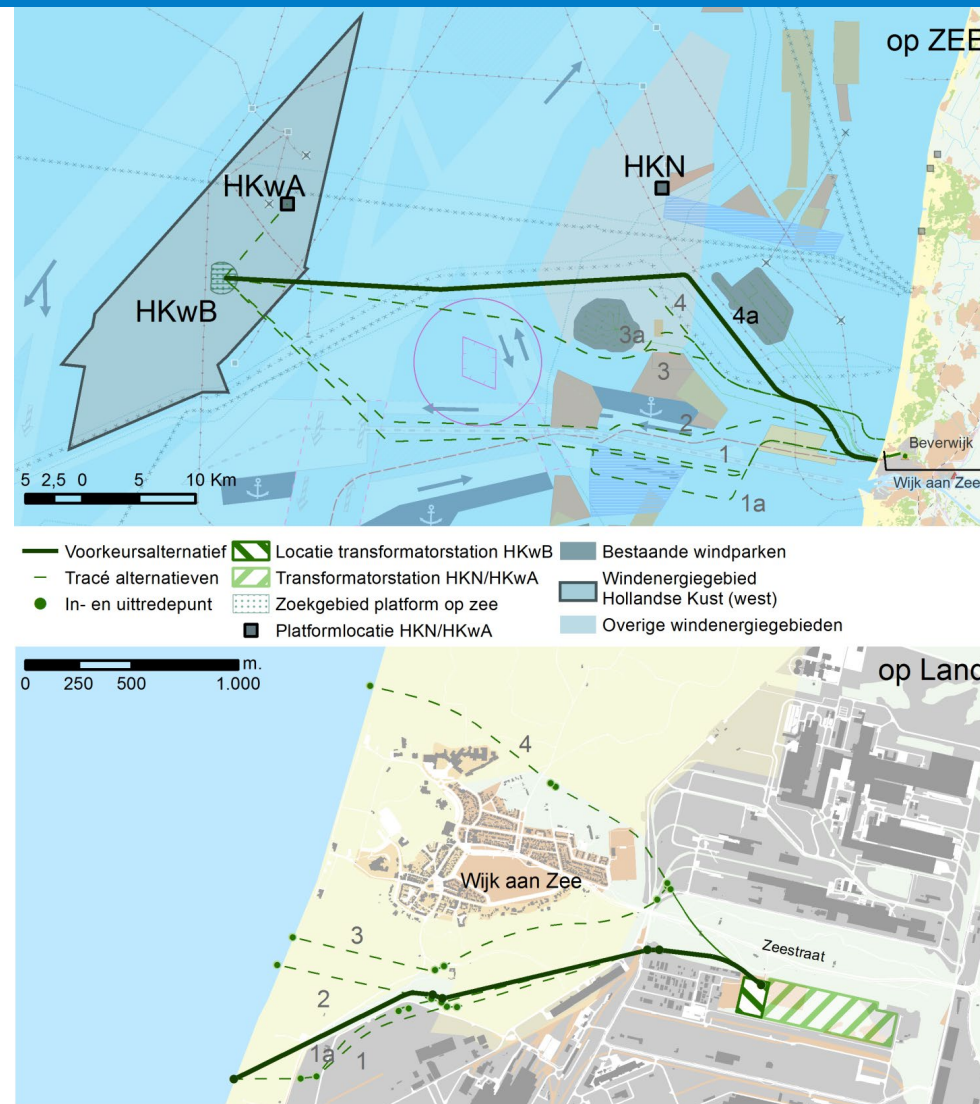 op ZEE
HKwA
HKN
HKwB
4
4a
3a
3
2
1
1a
Beverwijk
Wijk aan Zee
5 2,5 0 5 10 Km
Voorkeursalternatief
Tracé alternatieven
In- en uittredepunt
Locatie transformatorstation HKwB
Transformatorstation HKN/HKwA
Zoekgebied platform op zee
Platformlocatie HKN/HKwA
Bestaande windparken
Windenergiegebied
Hollandse Kust (west)
Overige windenergiegebieden
m.
0 250 500 1.000
op Land
4
Wijk aan Zee
3
Zeestraat
2
1a
1